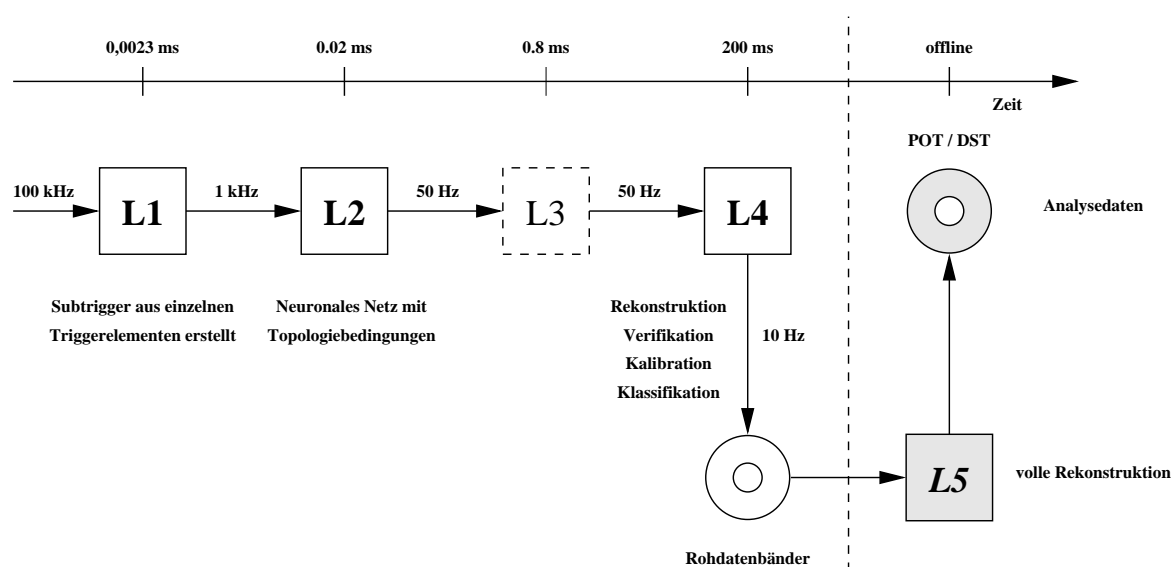 0,0023 ms
0.02 ms
0.8 ms
200 ms
offline
Zeit
POT / DST
100 kHz
L1
1 kHz
L2
50 Hz
L3
50 Hz
L4
Analysedaten
Subtrigger aus einzelnen
Triggerelementen erstellt
Neuronales Netz mit
Topologiebedingungen
Rekonstruktion
Verifikation
Kalibration
Klassifikation
10 Hz
L5
volle Rekonstruktion
Rohdatenbänder